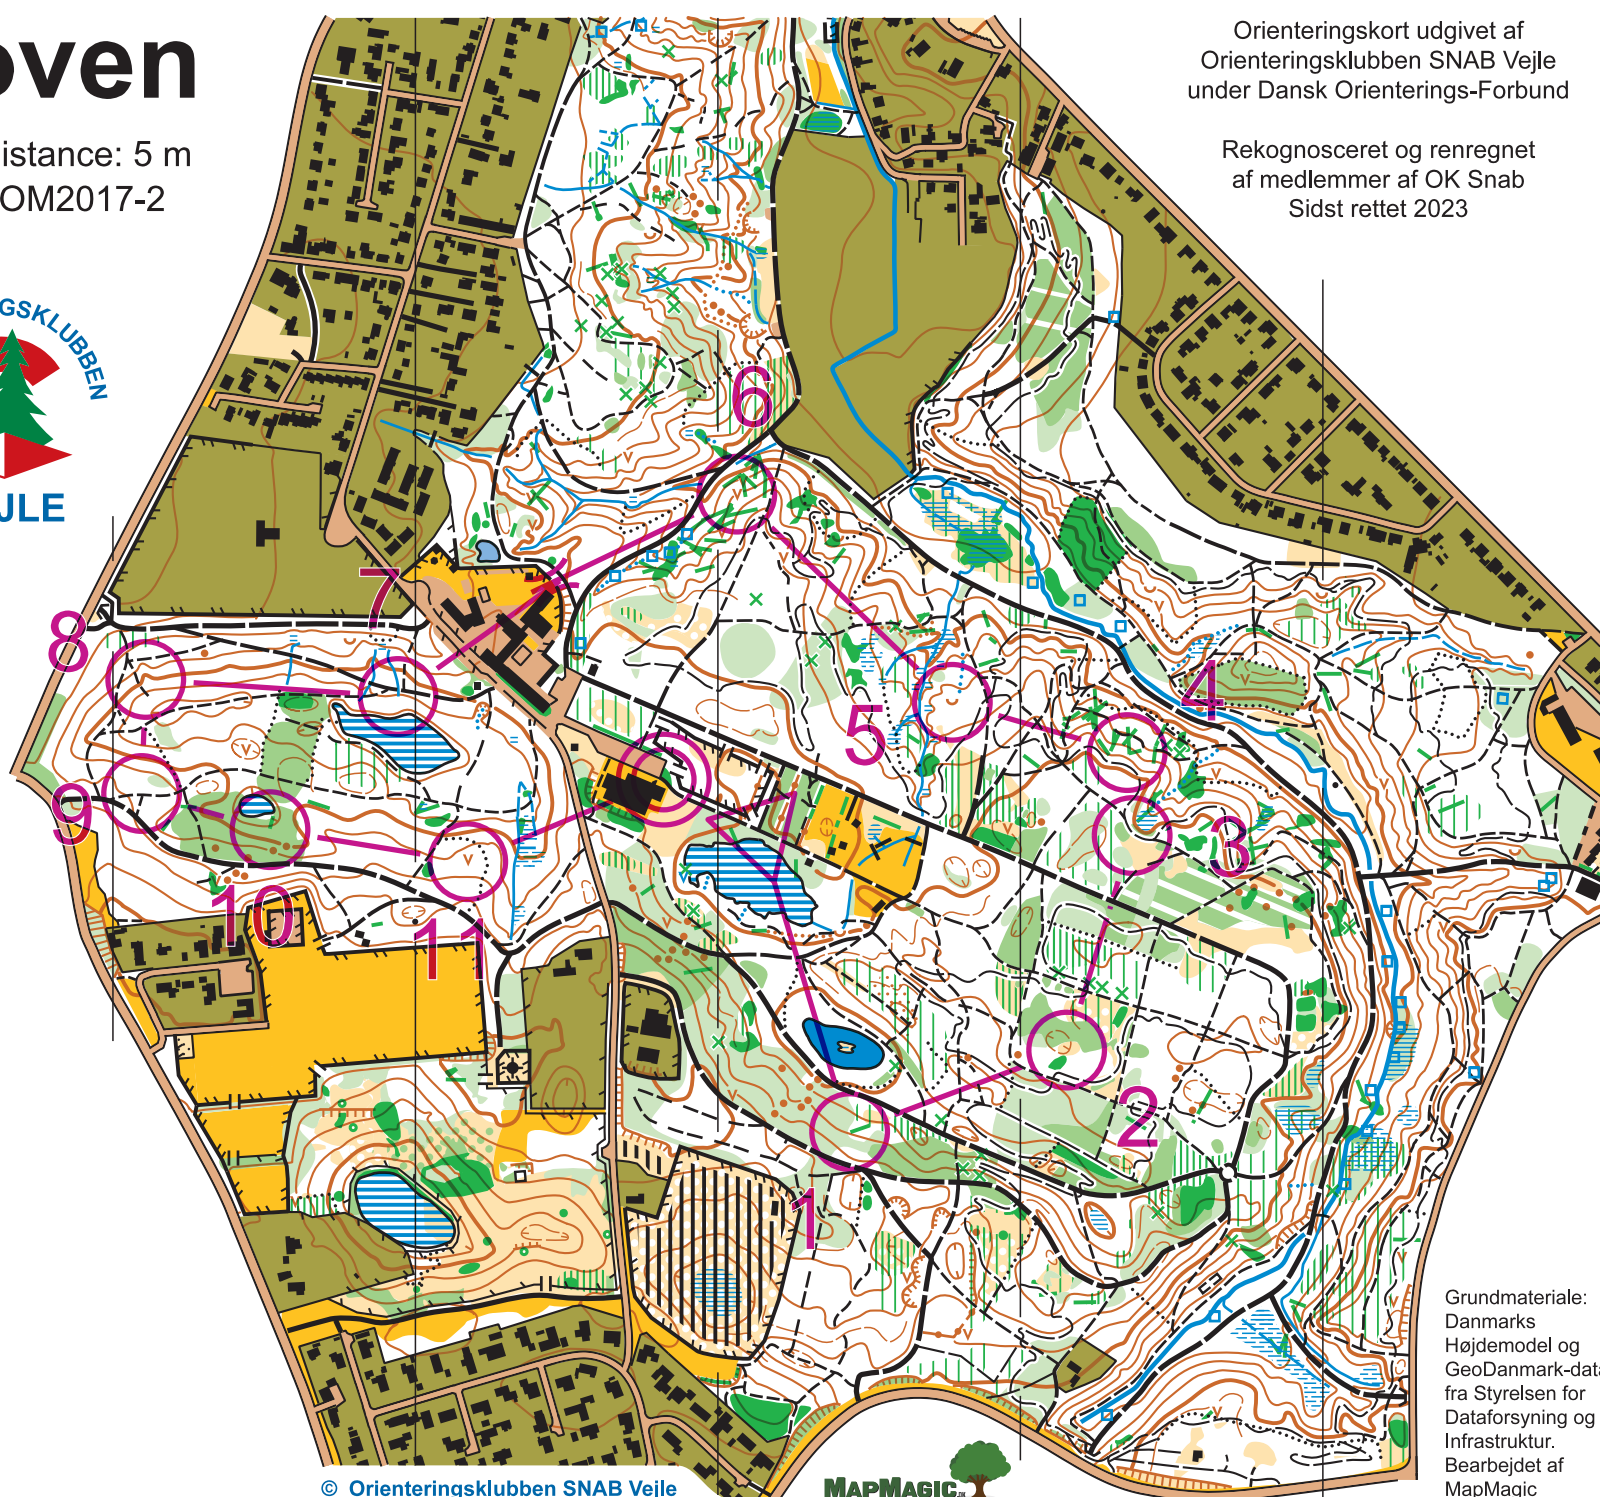 oven
istance: 5 m
OM2017-2
GSKLUBBEN
JLE
Orienteringskort udgivet af
Orienteringsklubben SNAB Vejle
under Dansk Orienterings-Forbund
Rekognosceret og renregnet
af medlemmer af OK Snab
Sidst rettet 2023
6
7
8
4
5
9
3
10
11
2
1
Grundmateriale:
Danmarks
Højdemodel og
GeoDanmark-data
fra Styrelsen for
Dataforsyning og
Infrastruktur.
Bearbejdet af
MapMagic
© Orienteringsklubben SNAB Vejle
MAPMAGIC